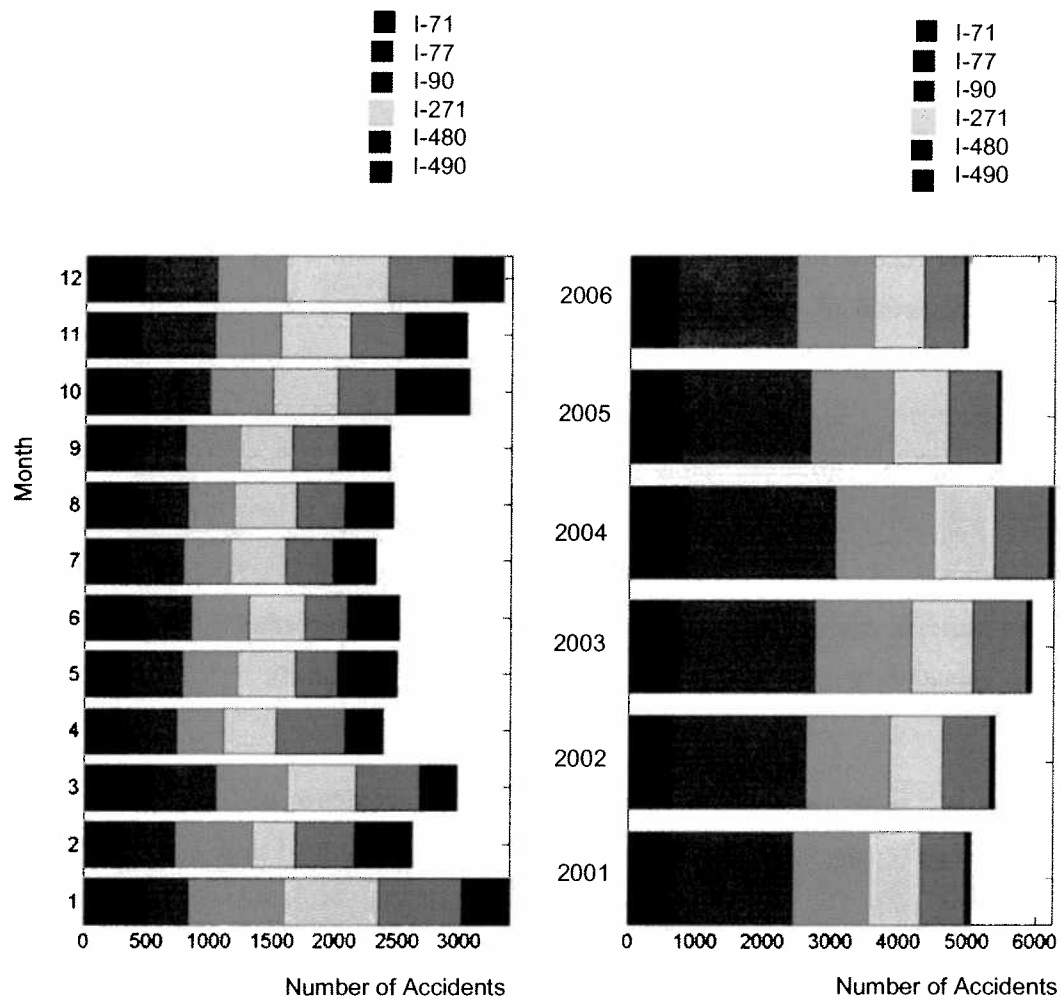 I-71
I-77
I-90
I-271
I-480
I-490
12
11
10
9
8
7
6
5
4
3
2
1
Month
0 500 1000 1500 2000 2500 3000
Number of Accidents
I-71
I-77
I-90
I-271
I-480
I-490
2006
2005
2004
2003
2002
2001
0 1000 2000 3000 4000 5000 6000
Number of Accidents